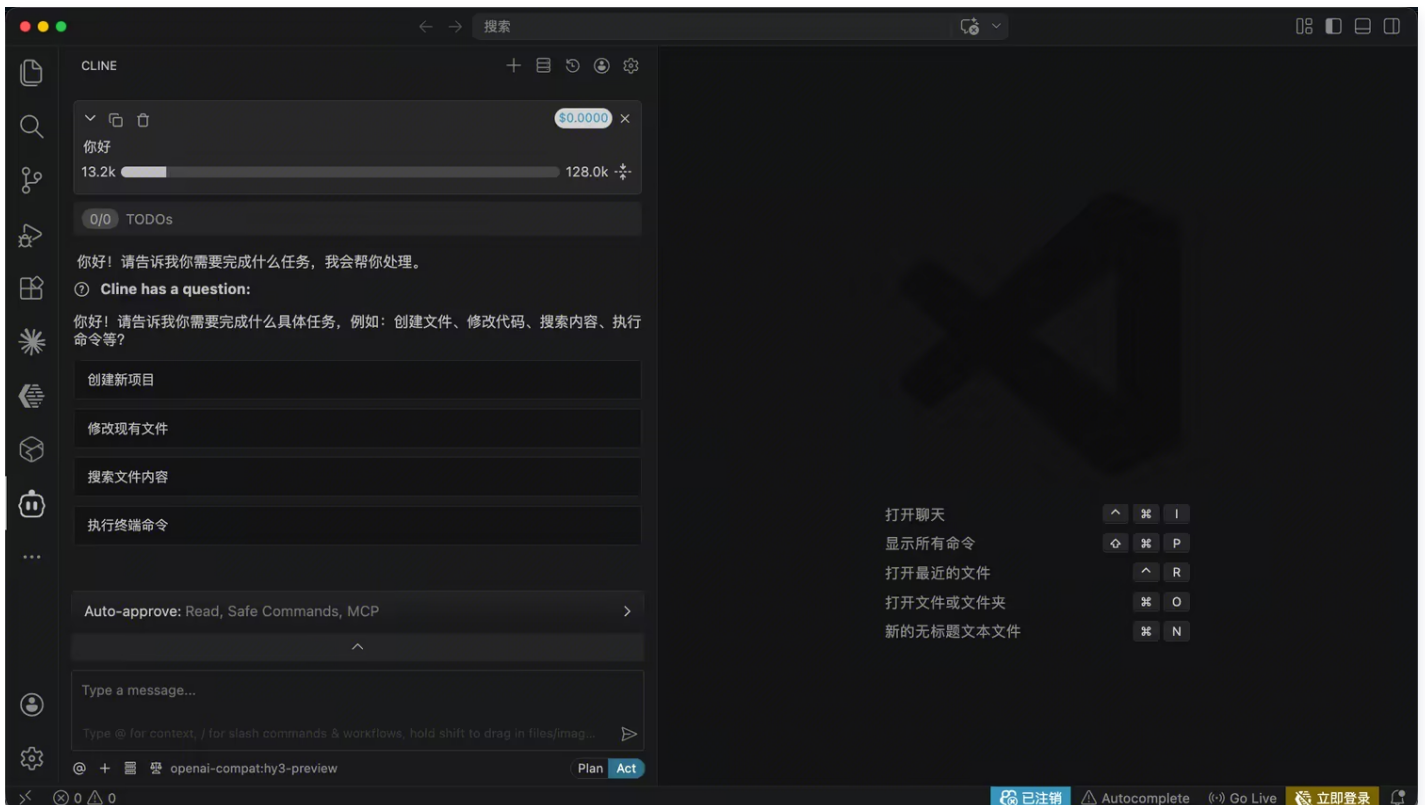 搜索
CLINE
$0.0000
你好
13.2k
128.0k
0/0 TODOs
你好！请告诉我你需要完成什么任务，我会帮你处理。
Cline has a question:
你好！请告诉我你需要完成什么具体任务，例如：创建文件、修改代码、搜索内容、执行
命令等?
创建新项目
修改现有文件
搜索文件内容
执行终端命令
Auto-approve: Read, Safe Commands, MCP
Type a message...
Type @ for context, / for slash commands & workflows, hold shift to drag in files/imag...
@ + openai-compat:hy3-preview
Plan Act
打开聊天 ^ ⌘ I
显示所有命令 ⇧ ⌘ P
打开最近的文件 ^ R
打开文件或文件夹 ⌘ O
新的无标题文本文件 ⌘ N
0 0
已注销
Autocomplete
Go Live
立即登录